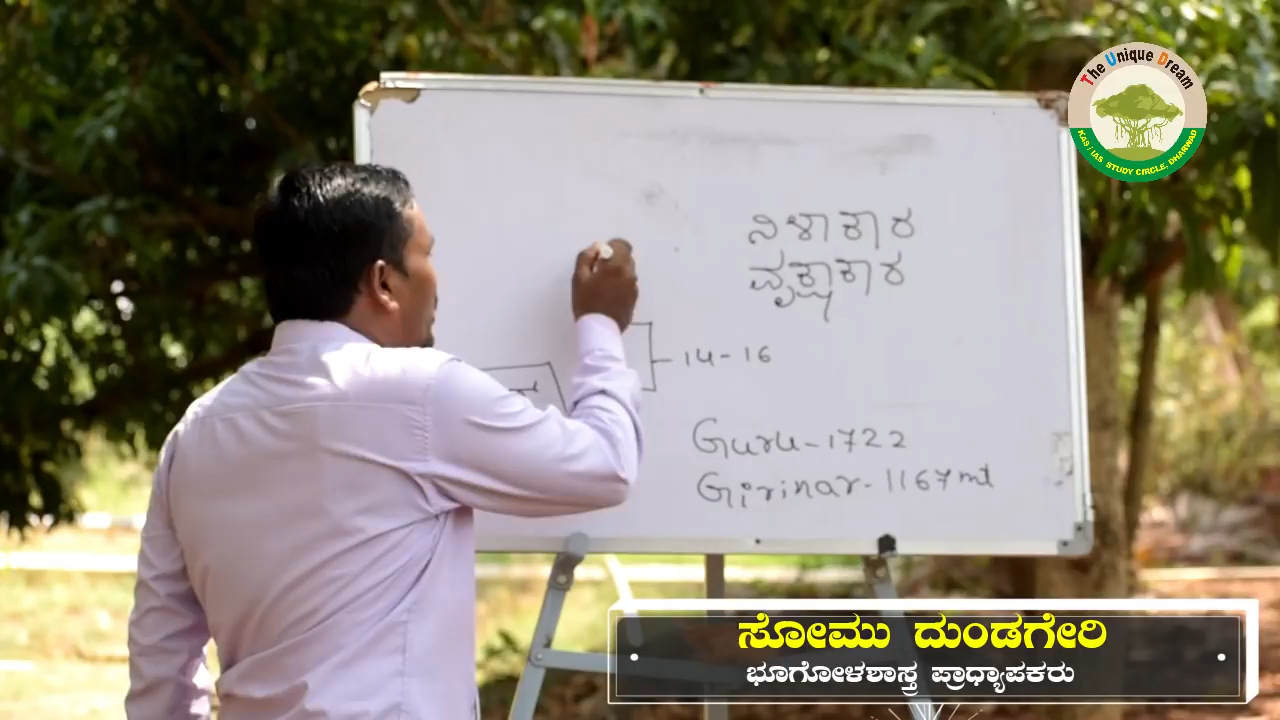 The Unique Dream
KAS / IAS STUDY CIRCLE, DHARWAD
ನಿಳಾಕಾರ
ವೃಕ್ಷಾಕಾರ
14-16
Guru-1722
Girinar-1167mt
ಸೋಮು ದುಂಡಗೇರಿ
ಭೂಗೋಳಶಾಸ್ತ್ರ ಪ್ರಾಧ್ಯಾಪಕರು